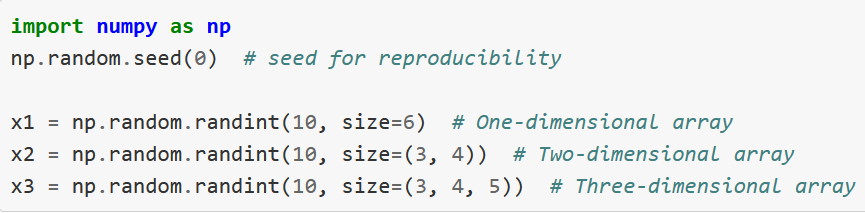 import numpy as np
np.random.seed(0)  # seed for reproducibility
x1 = np.random.randint(10, size=6)  # One-dimensional array
x2 = np.random.randint(10, size=(3, 4))  # Two-dimensional array
x3 = np.random.randint(10, size=(3, 4, 5))  # Three-dimensional array